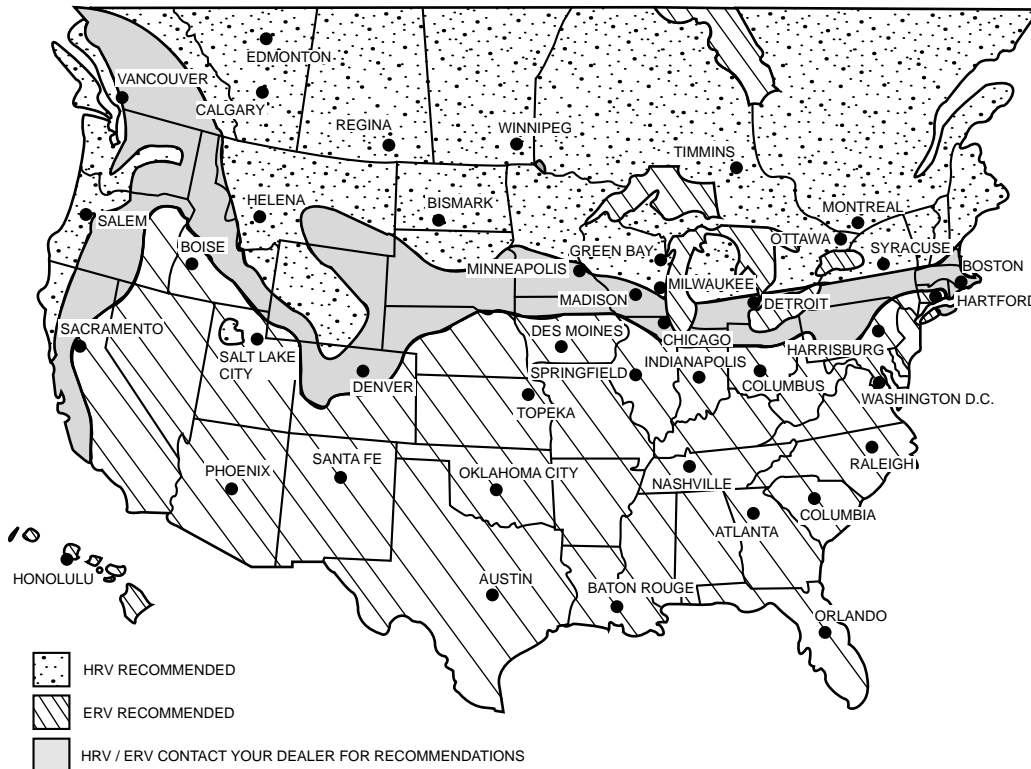 EDMONTON
VANCOUVER
CALGARY
REGINA
WINNIPEG
TIMMINS
HELENA
BISMARK
MONTREAL
SALEM
OTTAWA
SYRACUSE
BOISE
GREEN BAY
BOSTON
MINNEAPOLIS
MILWAUKEE
MADISON
DETROIT
HARTFORD
SACRAMENTO
DES MOINES
CHICAGO
SALT LAKE
CITY
HARRISBURG
INDIANAPOLIS
SPRINGFIELD
DENVER
COLUMBUS
WASHINGTON D.C.
TOPEKA
SANTA FE
RALEIGH
PHOENIX
OKLAHOMA CITY
NASHVILLE
COLUMBIA
ATLANTA
HONOLULU
AUSTIN
BATON ROUGE
ORLANDO
HRV RECOMMENDED
ERV RECOMMENDED
HRV / ERV CONTACT YOUR DEALER FOR RECOMMENDATIONS